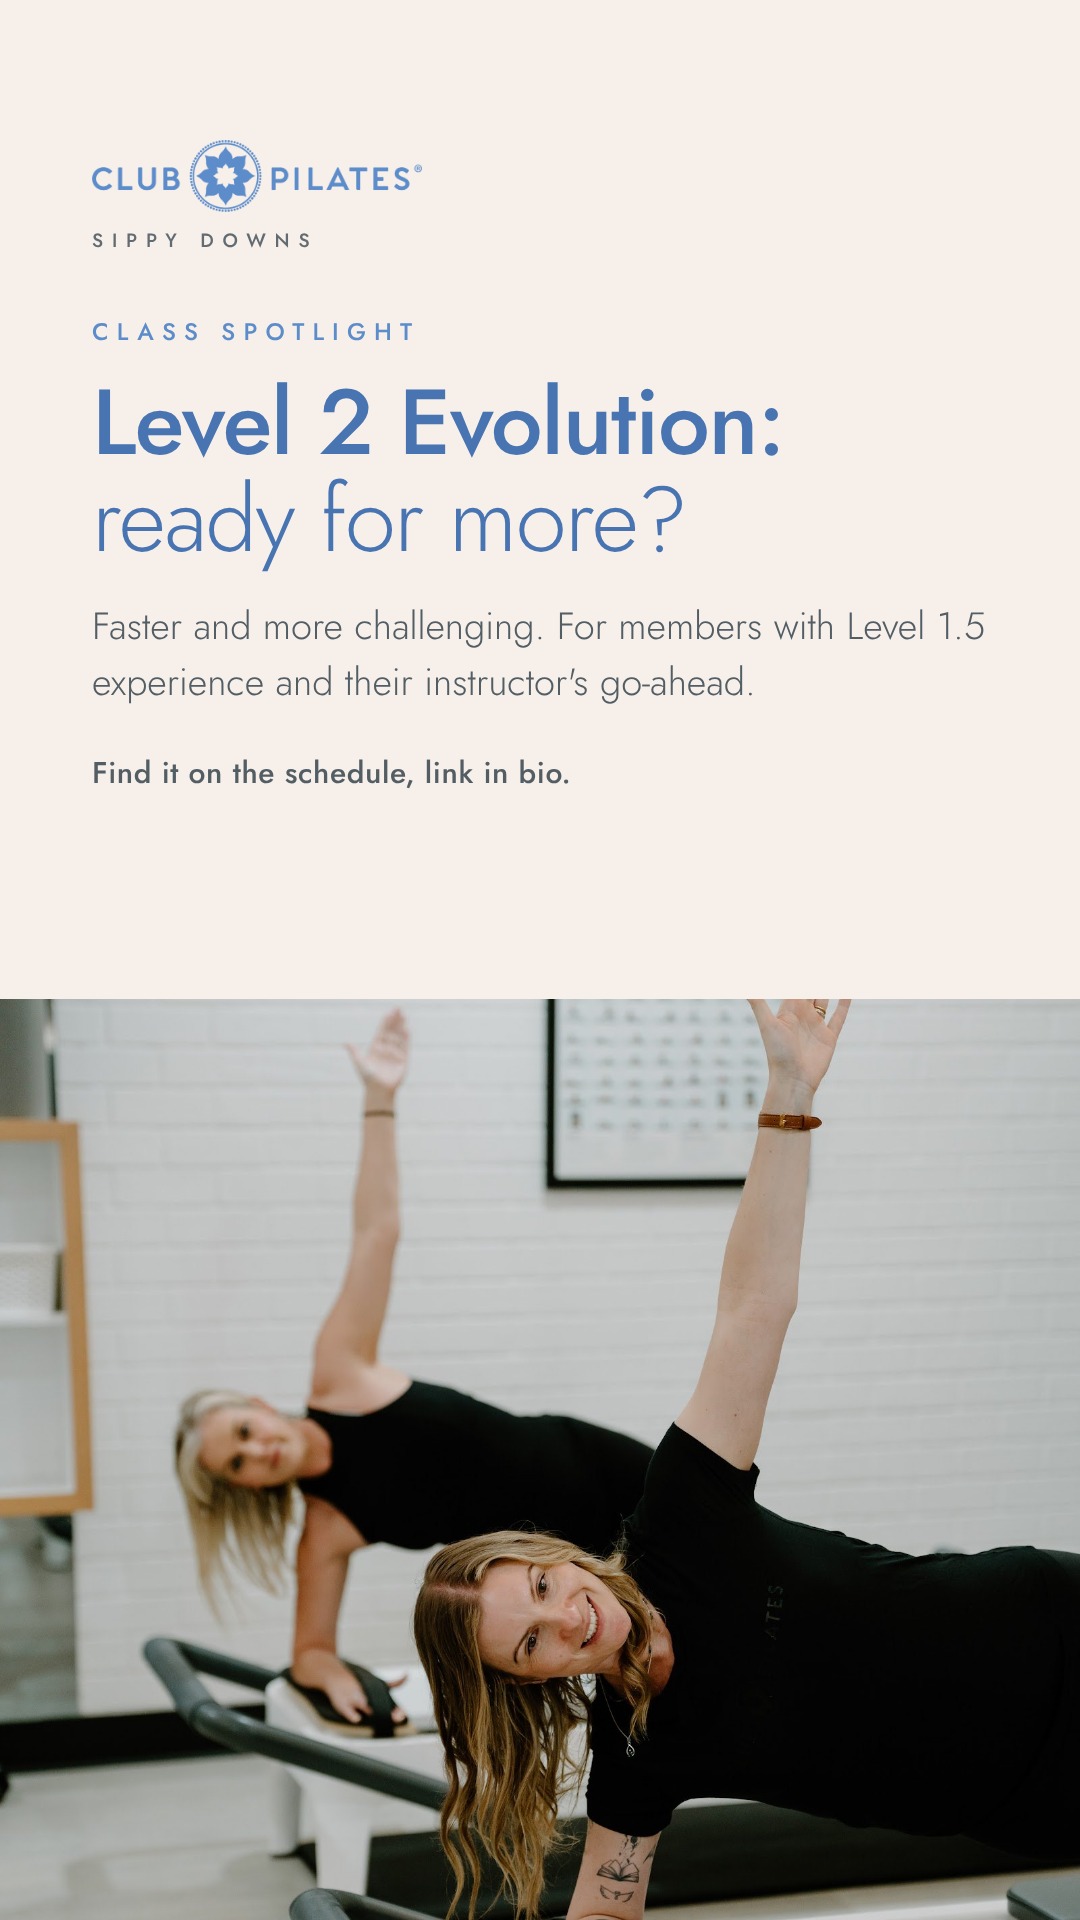 CLUB PILATES®
SIPPY DOWNS
CLASS SPOTLIGHT
Level 2 Evolution:
ready for more?
Faster and more challenging. For members with Level 1.5
experience and their instructor's go-ahead.
Find it on the schedule, link in bio.
ATES